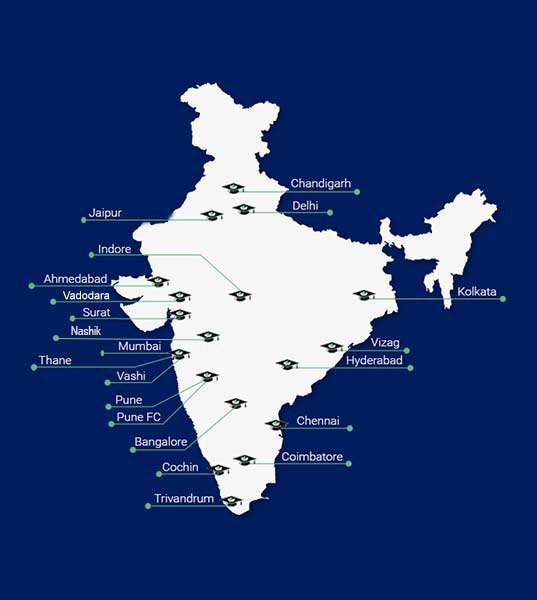 Chandigarh
Delhi
Jaipur
Indore
Ahmedabad
Vadodara
Kolkata
Surat
Nashik
Vizag
Mumbai
Thane
Hyderabad
Vashi
Pune
Pune FC
Chennai
Bangalore
Coimbatore
Cochin
Trivandrum